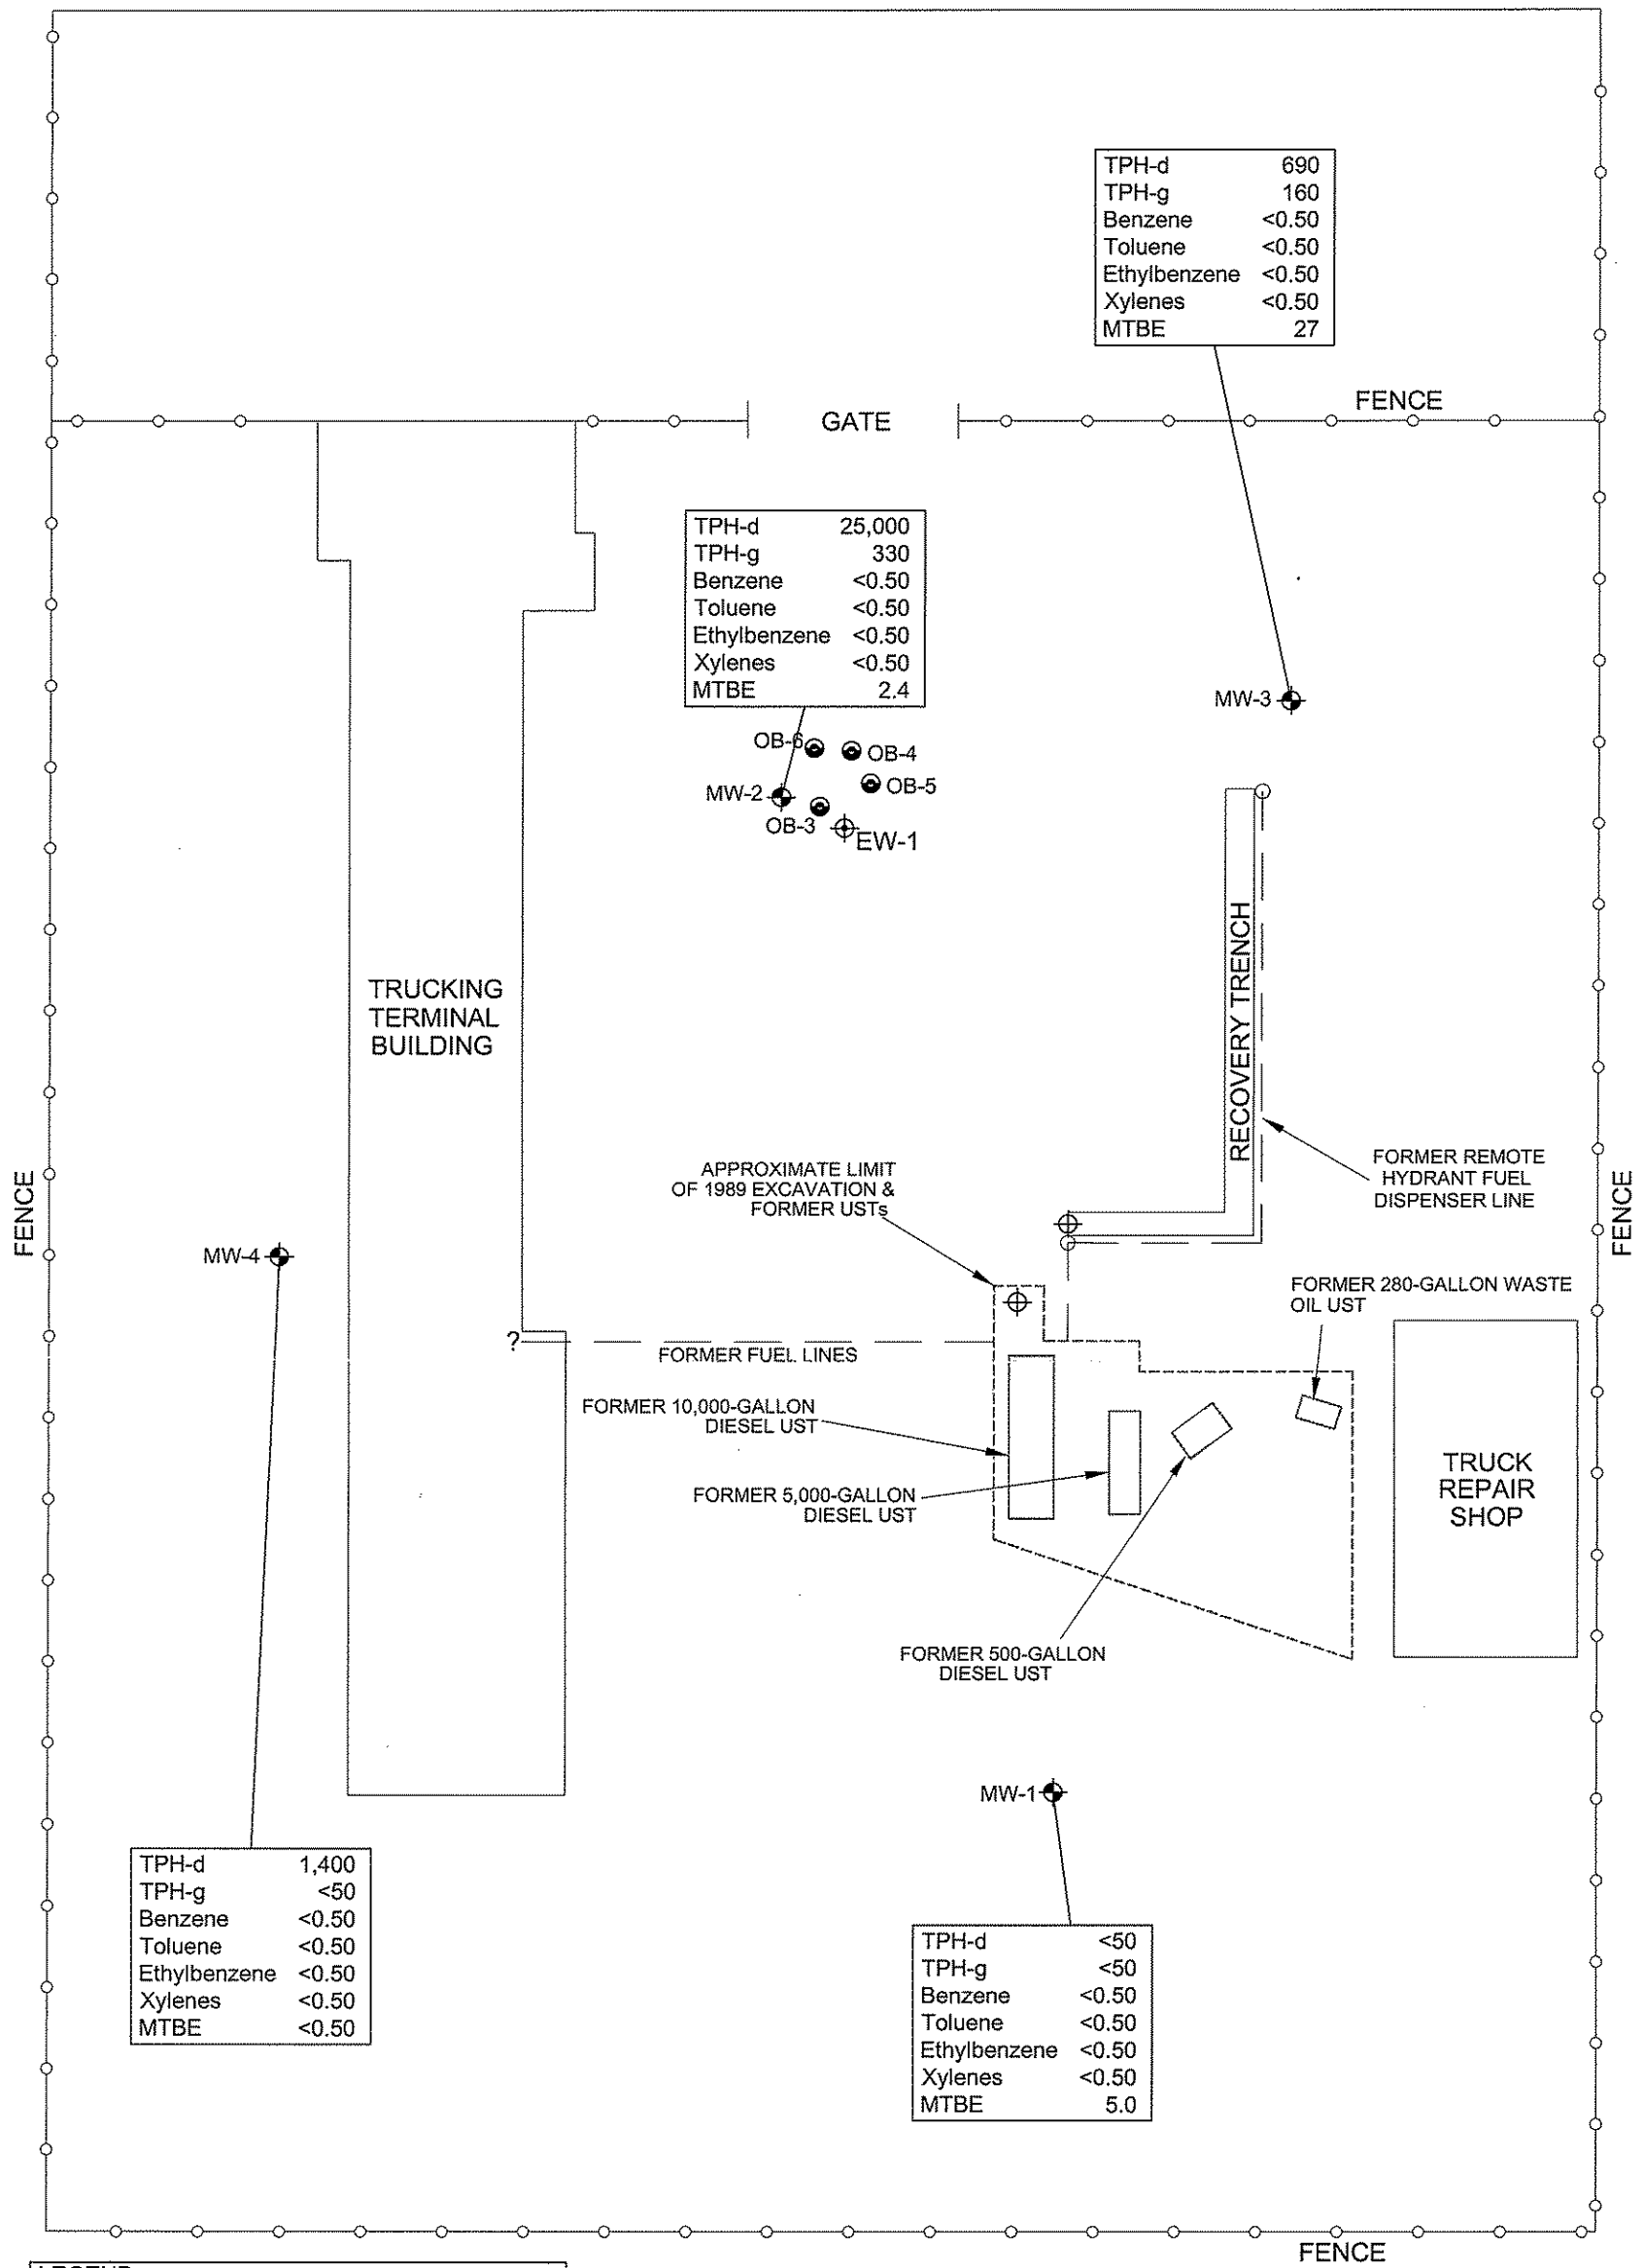 TPH-d 690
TPH-g 160
Benzene <0.50
Toluene <0.50
Ethylbenzene <0.50
Xylenes <0.50
MTBE 27
FENCE
GATE
TPH-d 25,000
TPH-g 330
Benzene <0.50
Toluene <0.50
Ethylbenzene <0.50
Xylenes <0.50
MTBE 2.4
MW-3
OB-6
OB-4
OB-5
MW-2
OB-3
EW-1
TRUCKING
TERMINAL
BUILDING
RECOVERY TRENCH
APPROXIMATE LIMIT
OF 1989 EXCAVATION &
FORMER USTs
FORMER REMOTE
HYDRANT FUEL
DISPENSER LINE
FENCE
FENCE
MW-4
FORMER 280-GALLON WASTE
OIL UST
?
FORMER FUEL LINES
FORMER 10,000-GALLON
DIESEL UST
FORMER 5,000-GALLON
DIESEL UST
TRUCK
REPAIR
SHOP
FORMER 500-GALLON
DIESEL UST
MW-1
TPH-d 1,400
TPH-g <50
Benzene <0.50
Toluene <0.50
Ethylbenzene <0.50
Xylenes <0.50
MTBE <0.50
TPH-d <50
TPH-g <50
Benzene <0.50
Toluene <0.50
Ethylbenzene <0.50
Xylenes <0.50
MTBE 5.0
FENCE
LEGEND